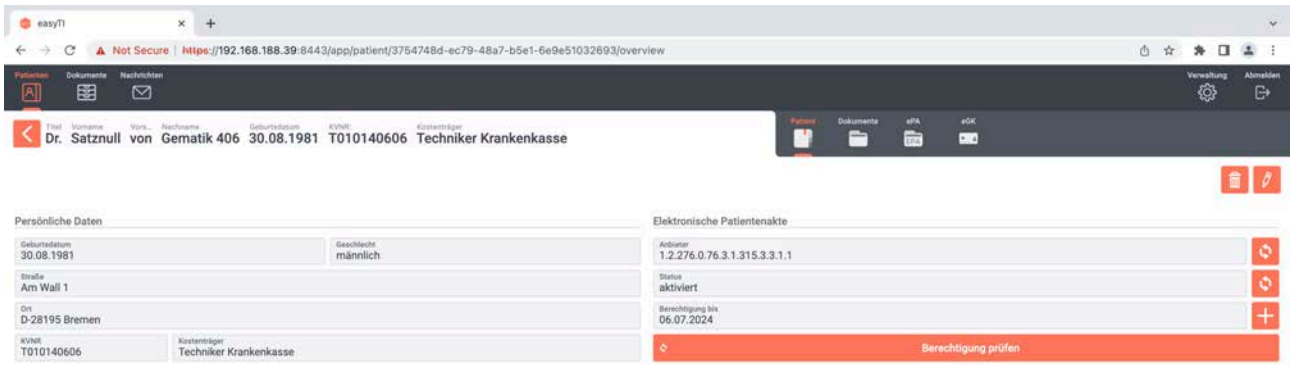 easyTI
Not Secure | https://192.168.188.39:8443/app/patient/3754748d-ec79-48a7-b5e1-6e9e51032693/overview
Patienten Dokumente Nachrichten Verwaltung Abmelden
Titel Vorname Vors... Nachname Geburtsdatum KVNR Kostenträger
Dr. Satznull von Gematik 406 30.08.1981 T010140606 Techniker Krankenkasse
Patient Dokumente ePA eGK
EPA
Persönliche Daten
Geburtsdatum Geschlecht
30.08.1981 männlich
Straße
Am Wall 1
Ort
D-28195 Bremen
KVNR Kostenträger
T010140606 Techniker Krankenkasse
Elektronische Patientenakte
Anbieter
1.2.276.0.76.3.1.315.3.3.1.1
Status
aktiviert
Berechtigung bis
06.07.2024
Berechtigung prüfen